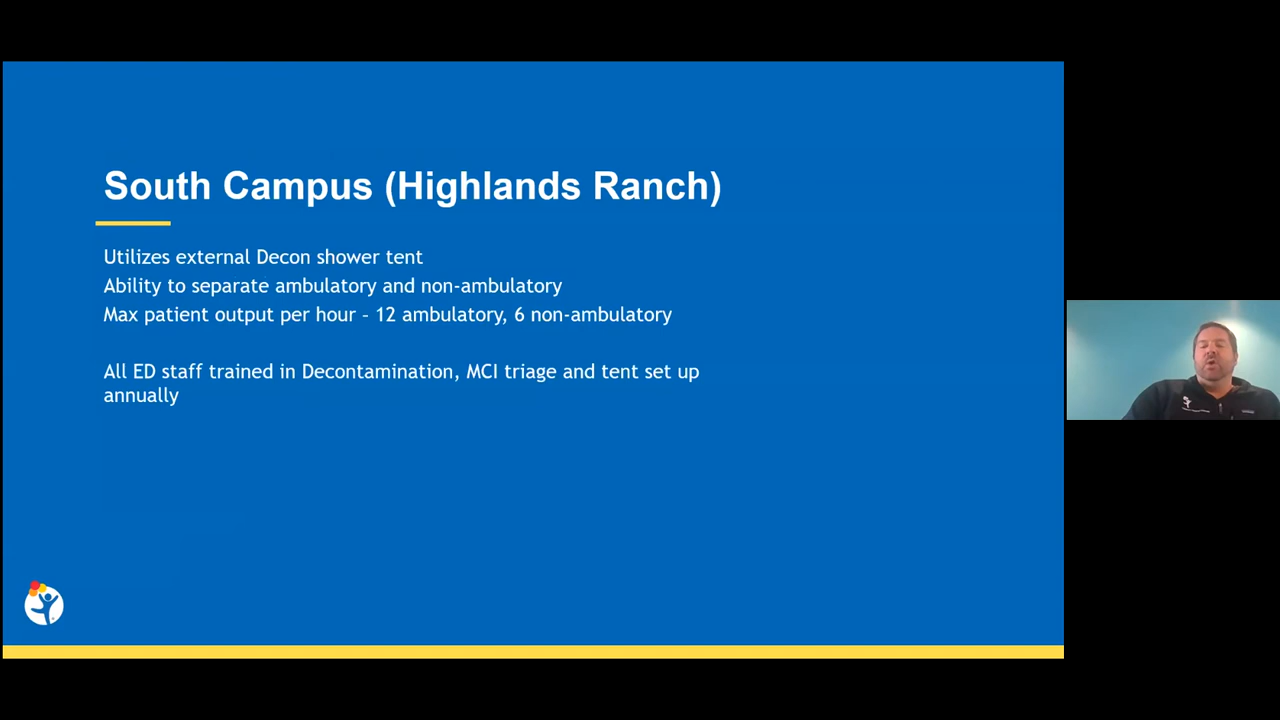 South Campus (Highlands Ranch)
Utilizes external Decon shower tent
Ability to separate ambulatory and non-ambulatory
Max patient output per hour – 12 ambulatory, 6 non-ambulatory
All ED staff trained in Decontamination, MCI triage and tent set up
annually